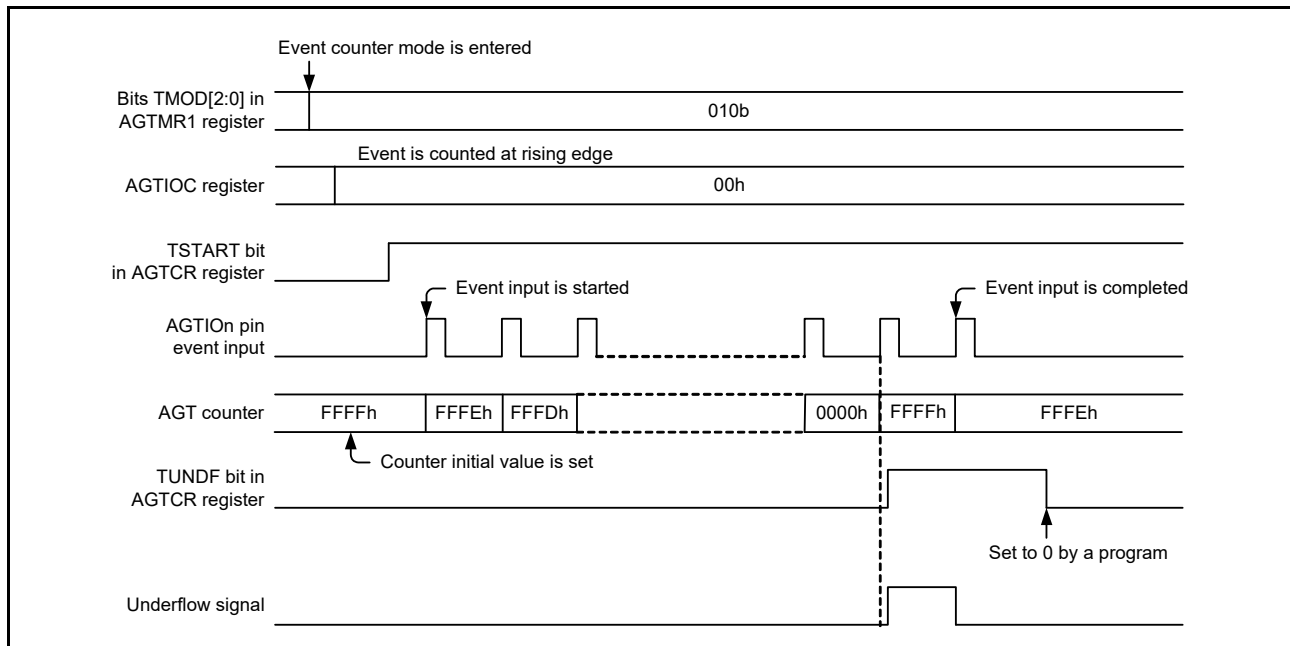 Event counter mode is entered
Bits TMOD[2:0] in
AGTMR1 register
010b
Event is counted at rising edge
AGTIOC register
00h
TSTART bit
in AGTCR register
Event input is started
Event input is completed
AGTIOn pin
event input
AGT counter
FFFFh
FFFEh
FFFDh
0000h
FFFFh
FFFEh
Counter initial value is set
TUNDF bit in
AGTCR register
Set to 0 by a program
Underflow signal